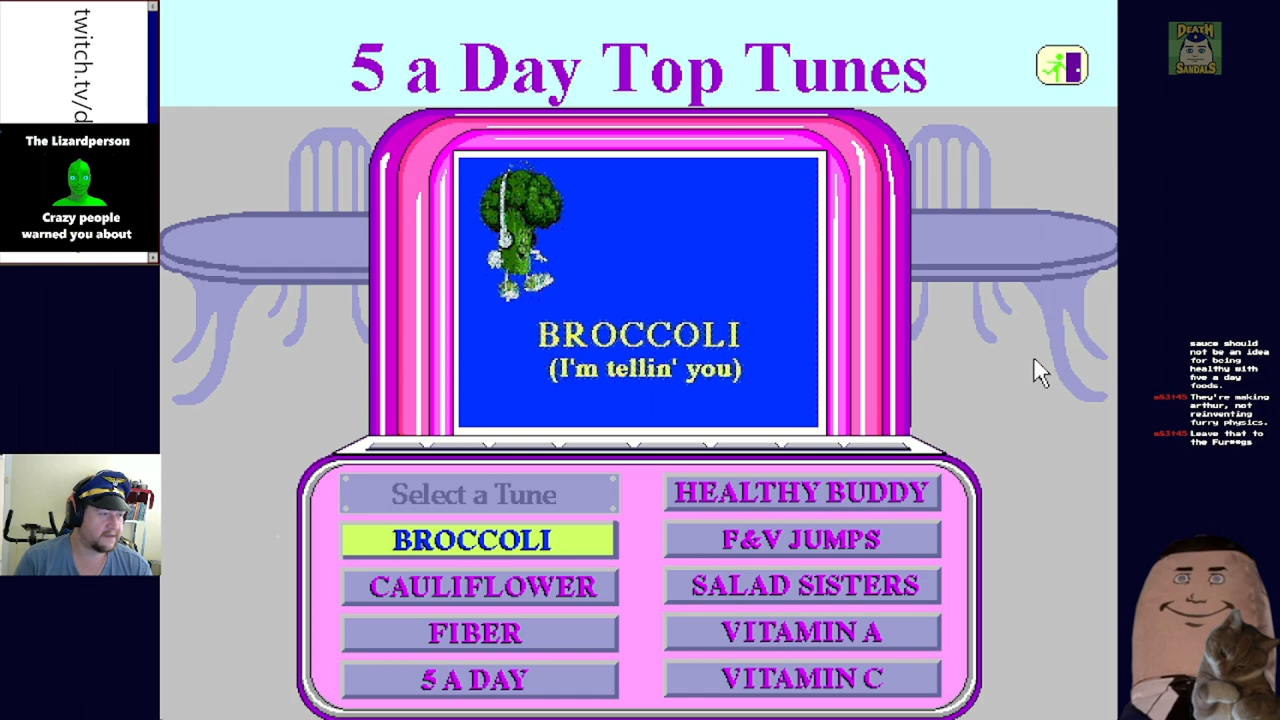 twitch.tv/d
The Lizardperson
Crazy people
warned you about
5 a Day Top Tunes
BROCCOLI
(I'm tellin' you)
Select a Tune
BROCCOLI
CAULIFLOWER
FIBER
5 A DAY
HEALTHY BUDDY
F&V JUMPS
SALAD SISTERS
VITAMIN A
VITAMIN C
DEATH
SANDALS
sauce should
not be an idea
for being
healthy with
five a day
foods.
They're making
arthur, not
reinventing
furry physics.
Leave that to
the